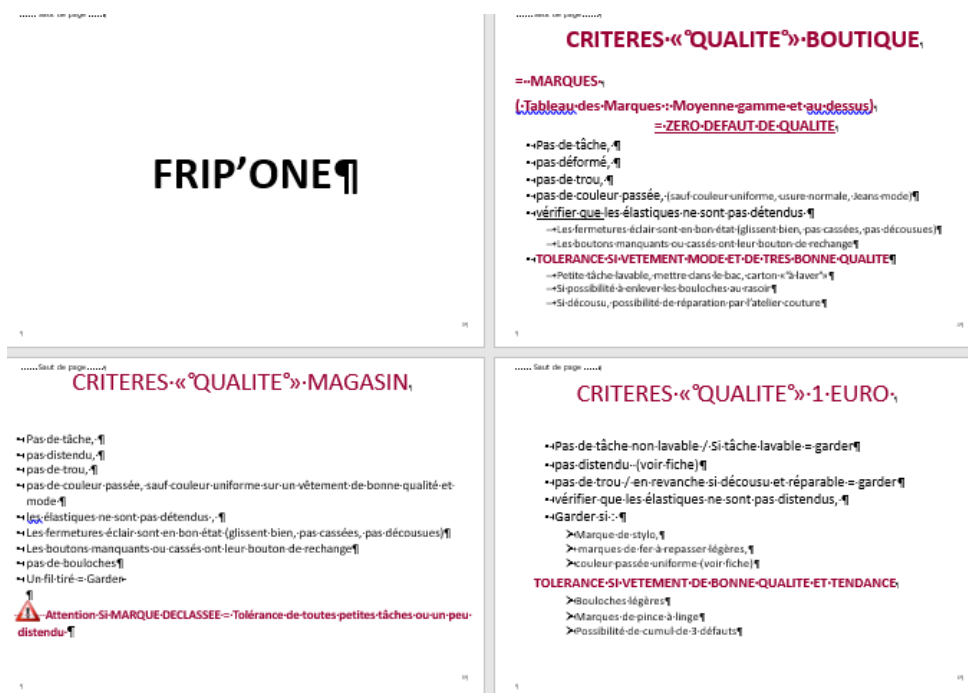 Saut de page
FRIP'ONE
CRITERES « QUALITE » BOUTIQUE
= MARQUES
( Tableau des Marques : Moyenne gamme et au dessus)
= ZERO DEFAUT DE QUALITE
Pas de tâche,
pas déformé,
pas de trou,
pas de couleur passée, (sauf couleur uniforme, usure normale, Jeans mode)
vérifier que les élastiques ne sont pas détendus
Les fermetures éclair sont en bon état (glissent bien, pas cassées, pas décousues)
Les boutons manquants ou cassés ont leur bouton de rechange
TOLERANCE SI VETEMENT MODE ET DE TRES BONNE QUALITE
Petite tâche lavable, mettre dans le bac, carton « à laver »
Si possibilité à enlever les bouloches au rasoir
Si décousu, possibilité de réparation par l'atelier couture
Saut de page
CRITERES « QUALITE » MAGASIN
Pas de tâche,
pas distendu,
pas de trou,
pas de couleur passée, sauf couleur uniforme sur un vêtement de bonne qualité et
mode
les élastiques ne sont pas détendus ,
Les fermetures éclair sont en bon état (glissent bien, pas cassées, pas décousues)
Les boutons manquants ou cassés ont leur bouton de rechange
pas de bouloches
Un fil tiré = Garder
Attention Si MARQUE DECLASSEE = Tolérance de toutes petites tâches ou un peu
distendu
Saut de page
CRITERES « QUALITE » 1 EURO
Pas de tâche non lavable / Si tâche lavable = garder
pas distendu (voir fiche)
pas de trou / en revanche si décousu et réparable = garder
vérifier que les élastiques ne sont pas distendus,
Garder si :
Marque de stylo,
marques de fer à repasser légères,
couleur passée uniforme (voir fiche)
TOLERANCE SI VETEMENT DE BONNE QUALITE ET TENDANCE
Bouloches légères
Marques de pince à linge
Possibilité de cumul de 3 défauts